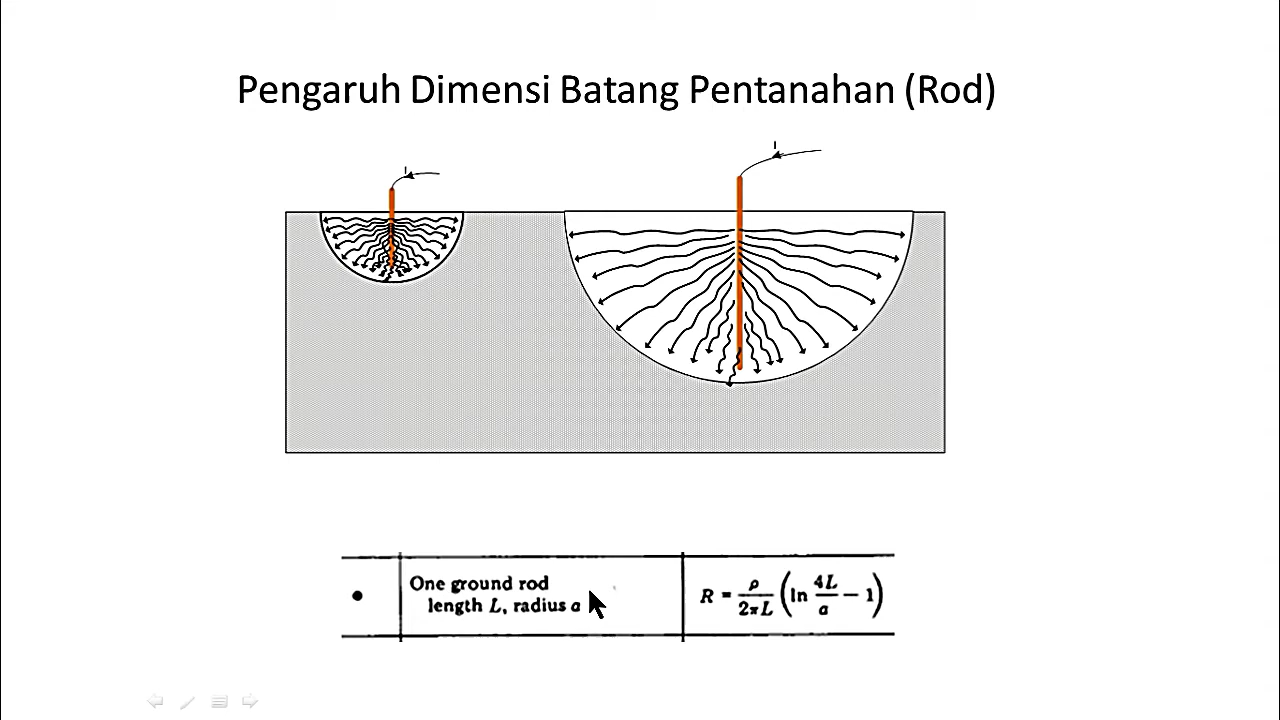 Pengaruh Dimensi Batang Pentanahan (Rod)
I
I
One ground rod
length L, radius a
R = ρ/2πL (ln 4L/a − 1)